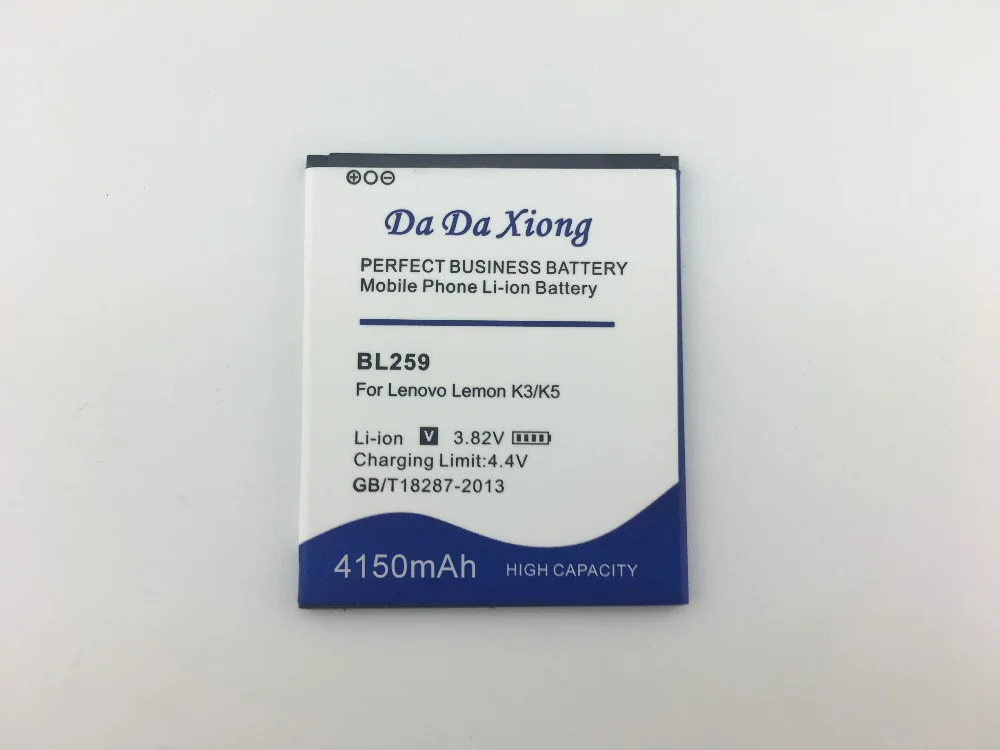 Da Da Xiong
PERFECT BUSINESS BATTERY
Mobile Phone Li-ion Battery
BL259
For Lenovo Lemon K3/K5
Li-ion V 3.82V
Charging Limit:4.4V
GB/T18287-2013
4150mAh HIGH CAPACITY